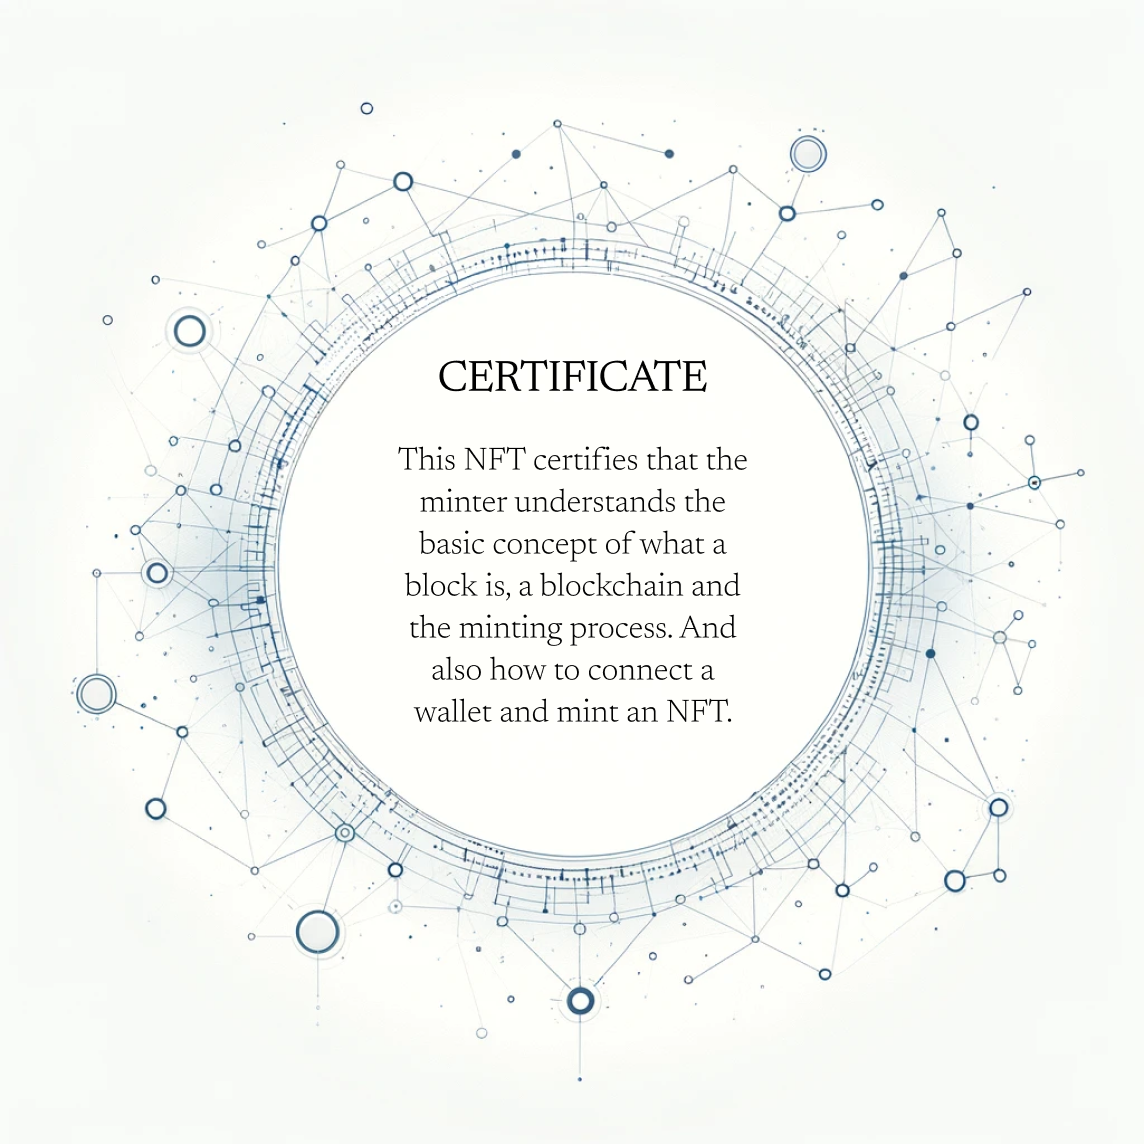 CERTIFICATE
This NFT certifies that the
minter understands the
basic concept of what a
block is, a blockchain and
the minting process. And
also how to connect a
wallet and mint an NFT.